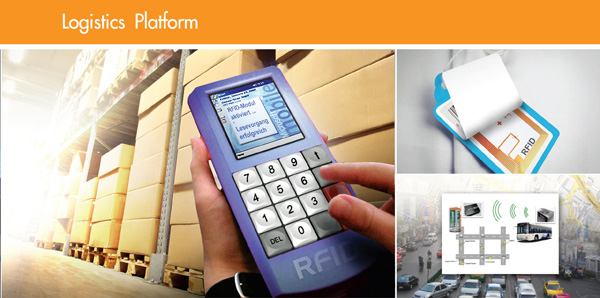 Logistics Platform
RFID-Modul
aktiviert ...
Lesevorgang
erfolgreich
mobile
7 8 9 1
4 5 6
1 2 3
DEL 0
RFID
RFID